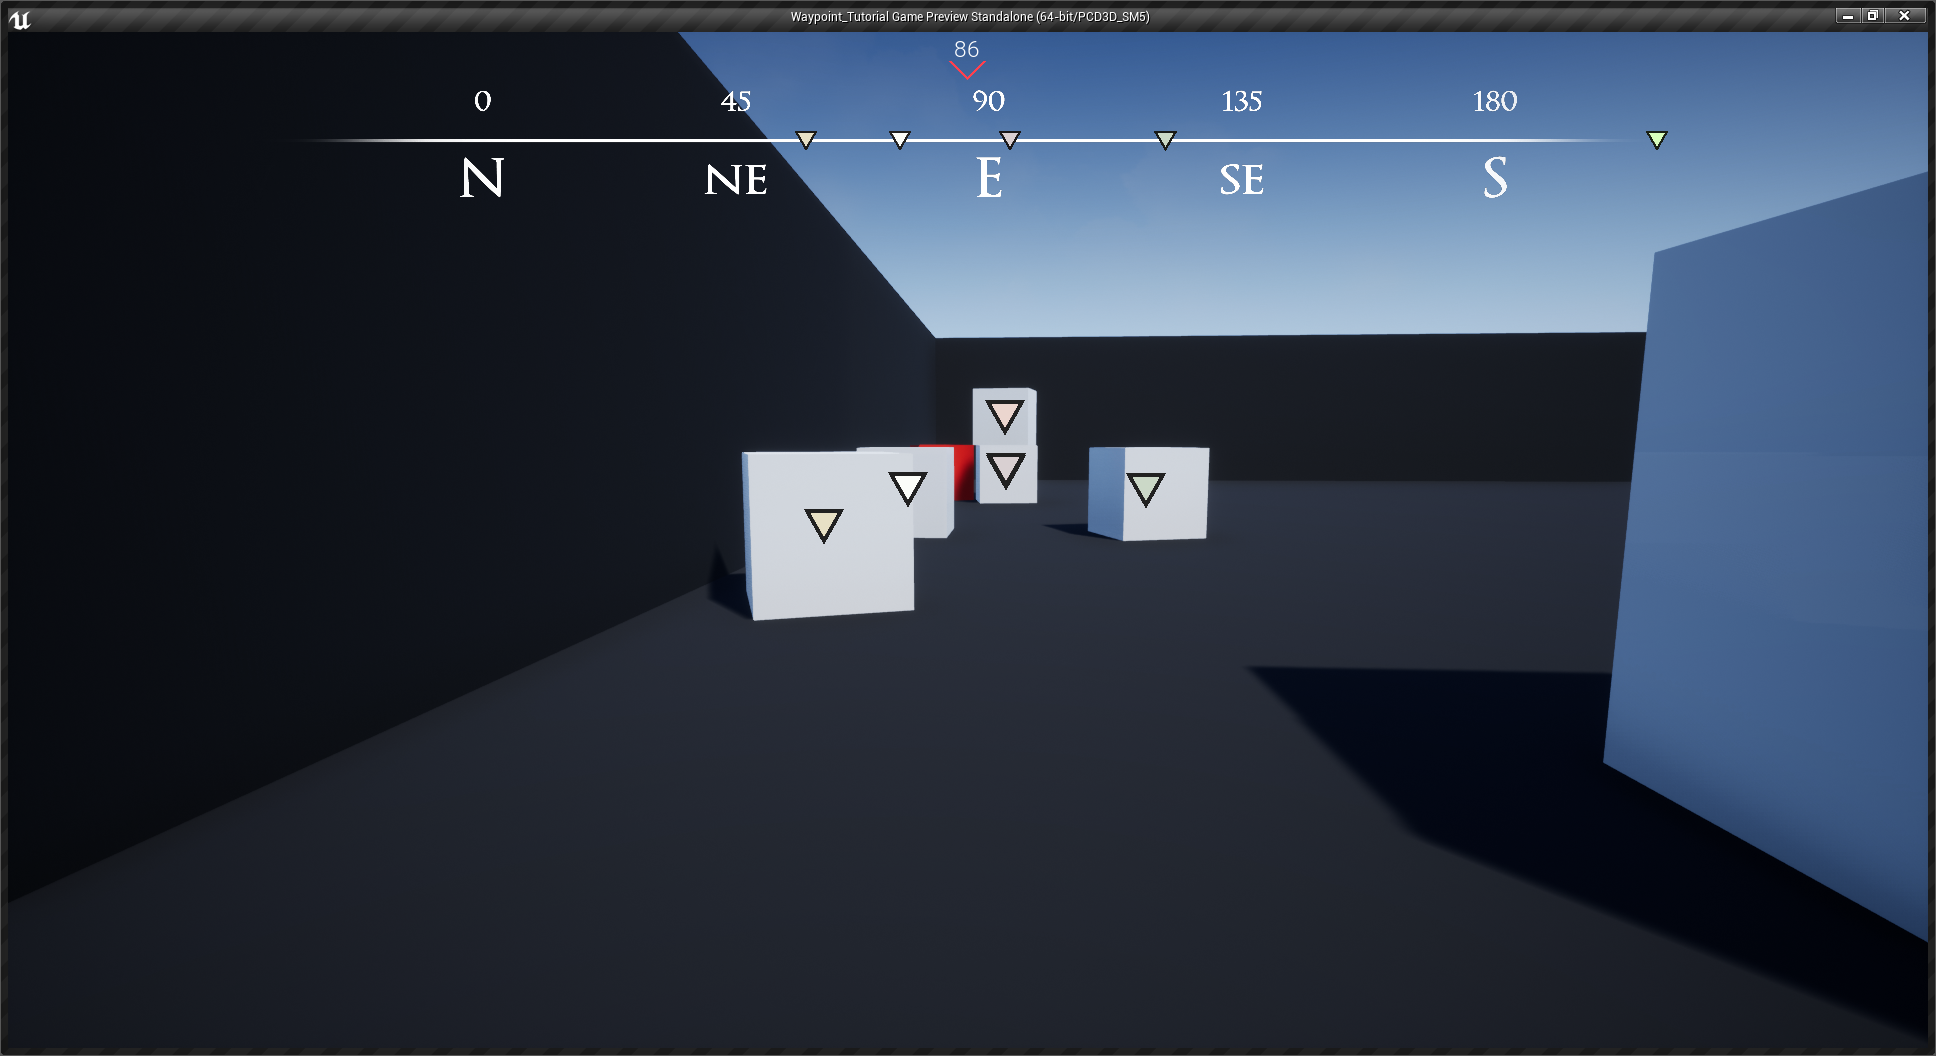 Waypoint_Tutorial Game Preview Standalone (64-bit/PCD3D_SM5)
86
0 45 90 135 180
N NE E SE S